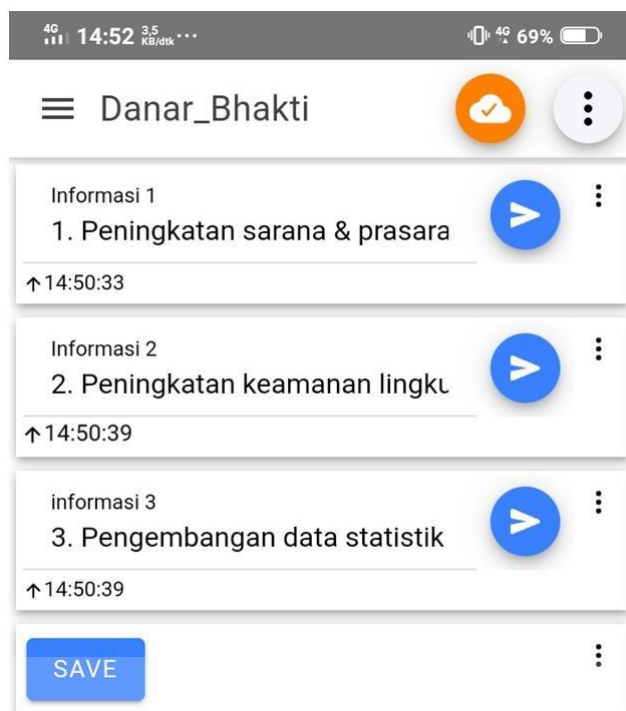 4G 14:52 3,5 KB/dtk ··· 4G 69%
Danar_Bhakti
Informasi 1
1. Peningkatan sarana & prasara
↑14:50:33
Informasi 2
2. Peningkatan keamanan lingku
↑14:50:39
informasi 3
3. Pengembangan data statistik
↑14:50:39
SAVE